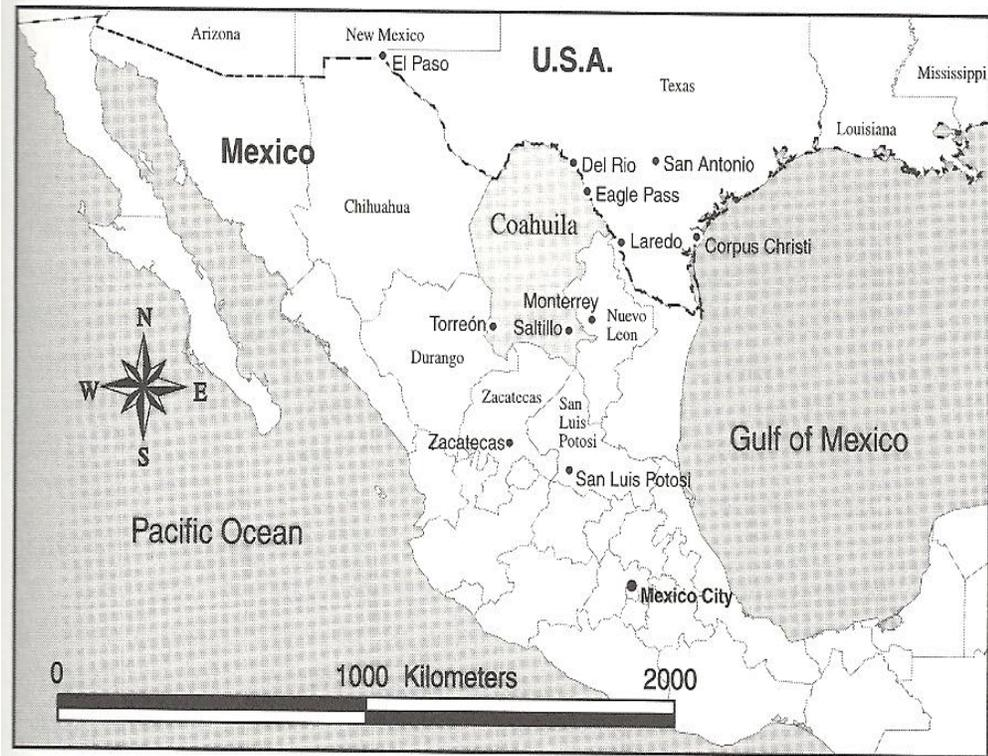 Arizona
New Mexico
El Paso
U.S.A.
Texas
Mississippi
Louisiana
Mexico
Del Rio
San Antonio
Eagle Pass
Chihuahua
Coahuila
Laredo
Corpus Christi
Monterrey
Nuevo
Leon
Torreón
Saltillo
Durango
N
W
E
S
Zacatecas
San
Luis
Potosi
Zacatecas
San Luis Potosi
Gulf of Mexico
Pacific Ocean
Mexico City
0
1000 Kilometers
2000